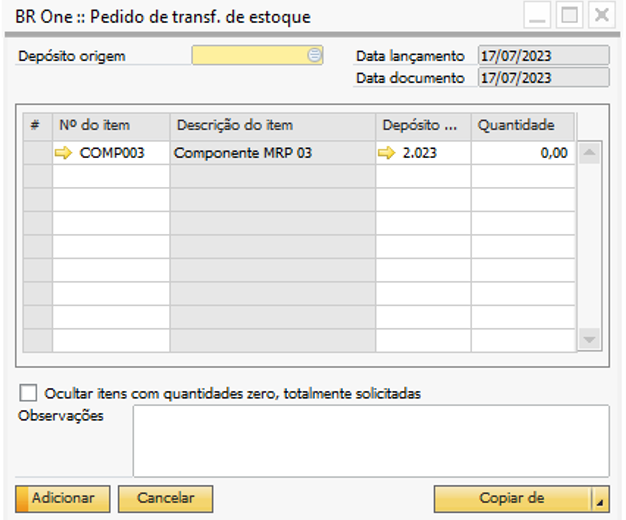 BR One :: Pedido de transf. de estoque
Depósito origem
Data lançamento 17/07/2023
Data documento 17/07/2023
# Nº do item Descrição do item Depósito ... Quantidade
COMP003 Componente MRP 03 2.023 0,00
Ocultar itens com quantidades zero, totalmente solicitadas
Observações
Adicionar Cancelar Copiar de